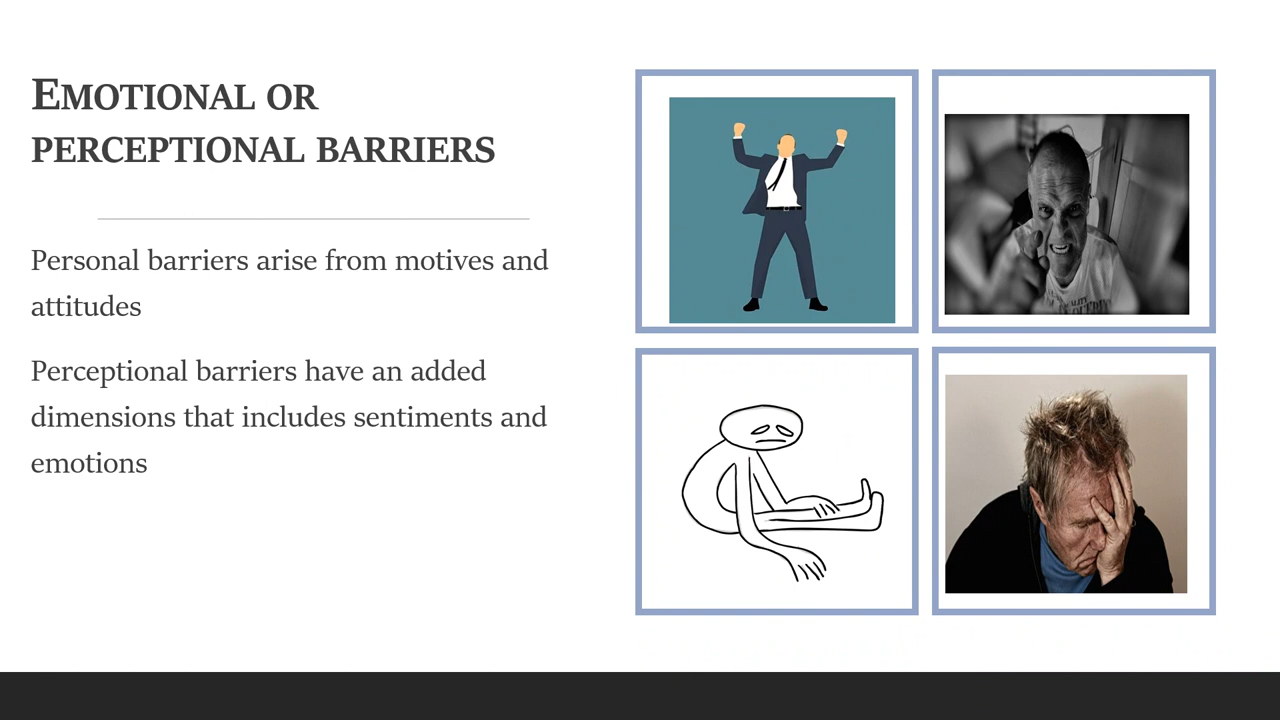 EMOTIONAL OR
PERCEPTIONAL BARRIERS
Personal barriers arise from motives and
attitudes
Perceptional barriers have an added
dimensions that includes sentiments and
emotions